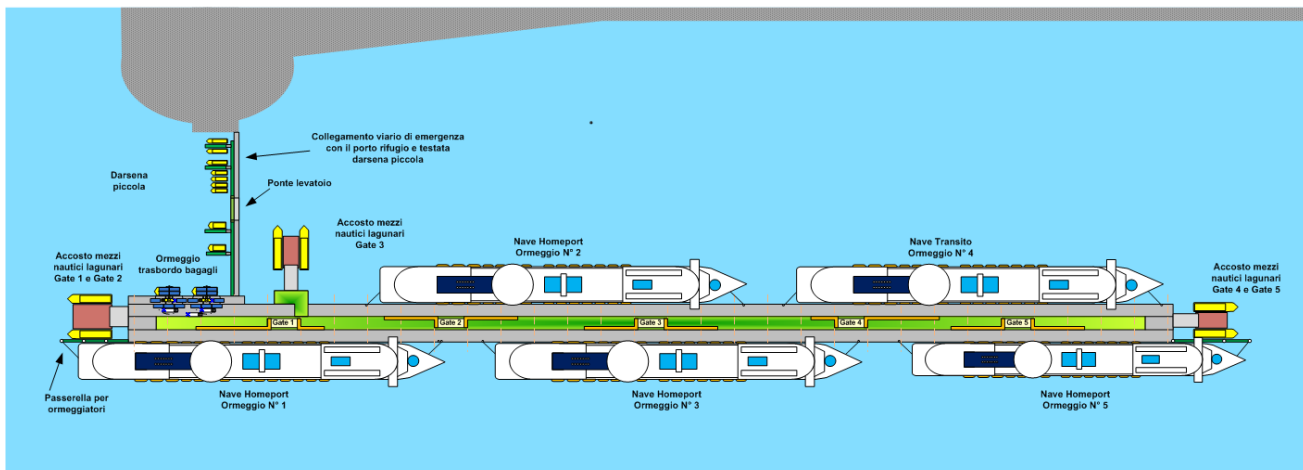 Collegamento viario di emergenza
con il porto rifugio e testata
darsena piccola
Darsena
piccola
Ponte levatoio
Accosto mezzi
nautici lagunari
Gate 3
Nave Homeport
Ormeggio N° 2
Nave Transito
Ormeggio N° 4
Accosto mezzi
nautici lagunari
Gate 1 e Gate 2
Ormeggio
trasbordo bagagli
Accosto mezzi
nautici lagunari
Gate 4 e Gate 5
Gate 1
Gate 2
Gate 3
Gate 4
Gate 5
Passerella per
ormeggiatori
Nave Homeport
Ormeggio N° 1
Nave Homeport
Ormeggio N° 3
Nave Homeport
Ormeggio N° 5